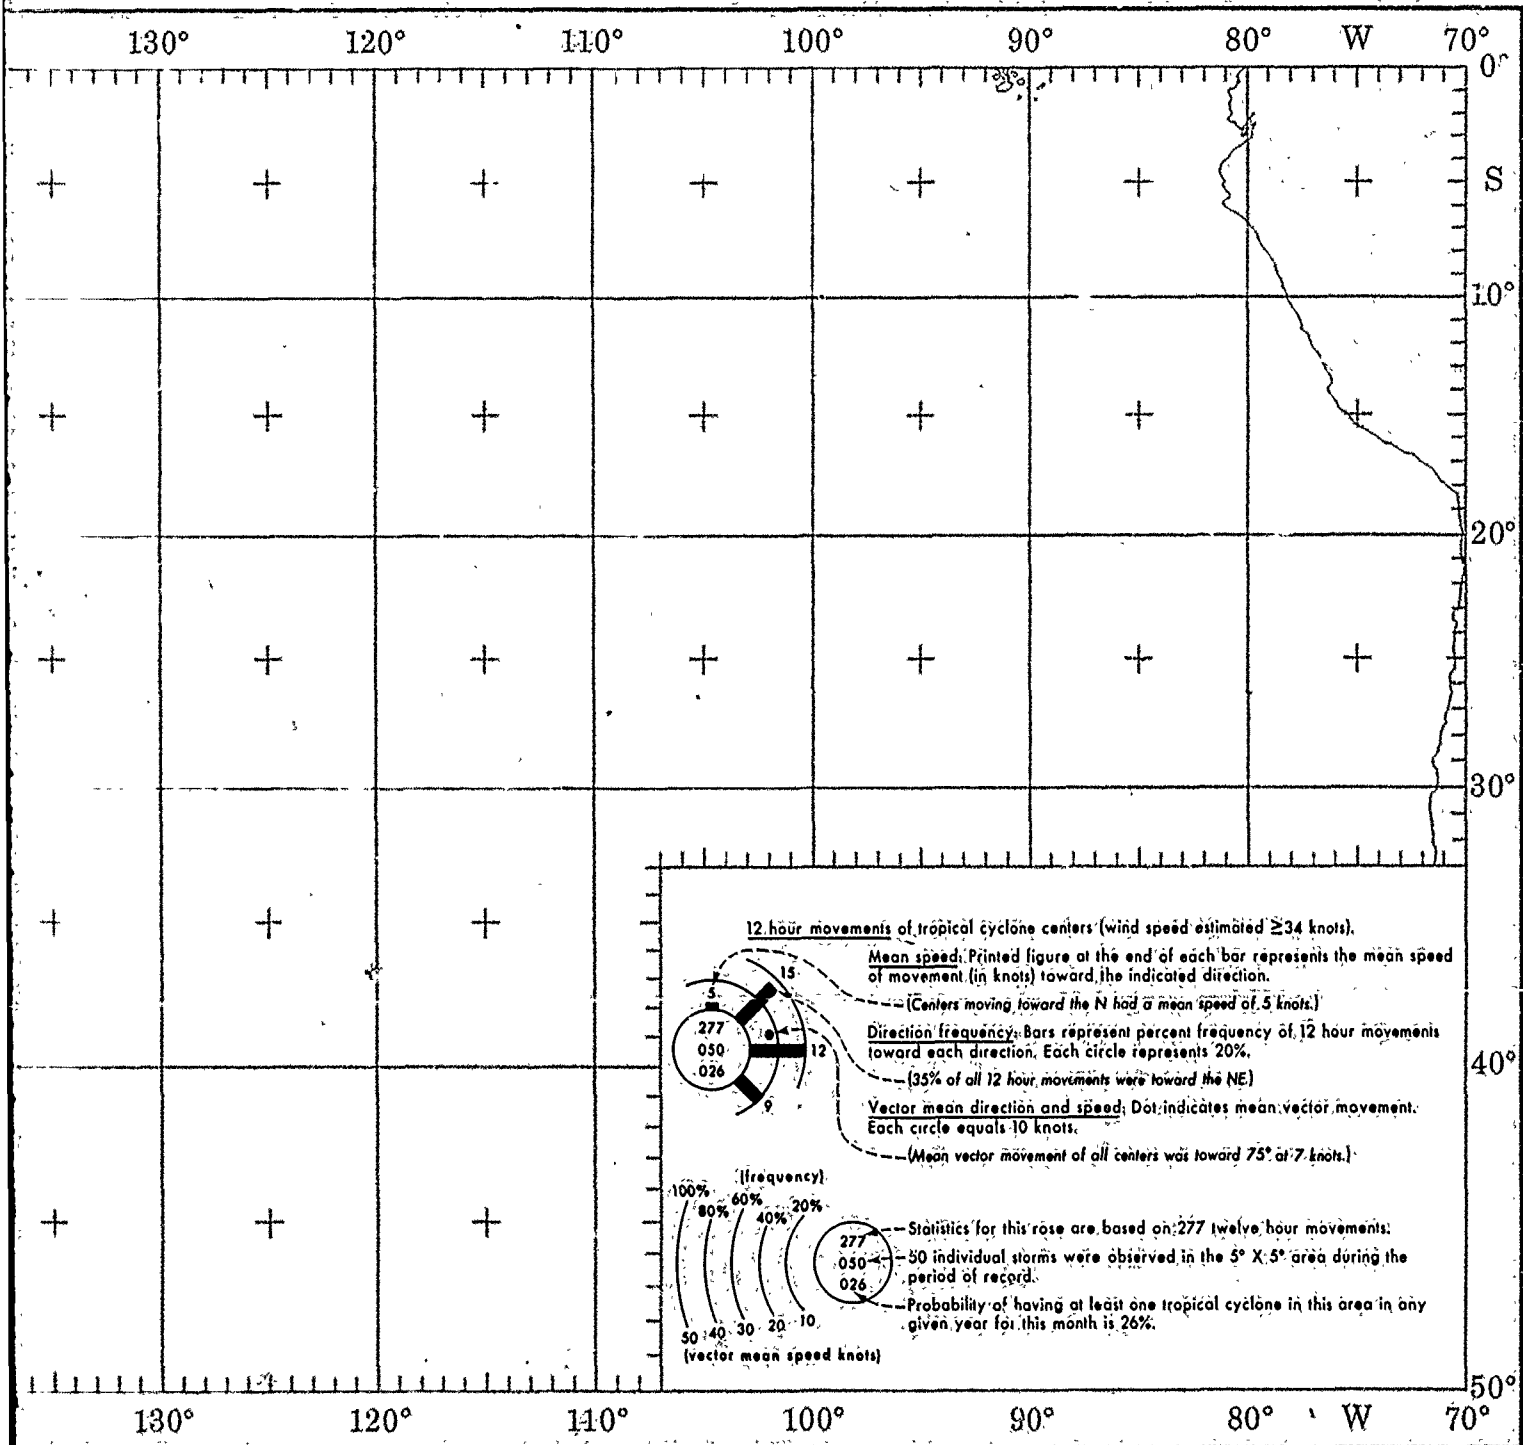 130° 120° 110° 100° 90° 80° W 70°
0°
S
10°
20°
30°
12 hour movements of tropical cyclone centers (wind speed estimated ≥34 knots).
Mean speed: Printed figure at the end of each bar represents the mean speed
of movement (in knots) toward the indicated direction.
(Centers moving toward the N had a mean speed of 5 knots.)
Direction frequency: Bars represent percent frequency of 12 hour movements
toward each direction. Each circle represents 20%.
(35% of all 12 hour movements were toward the NE)
Vector mean direction and speed: Dot indicates mean vector movement.
Each circle equals 10 knots.
(Mean vector movement of all centers was toward 75° at 7 knots.)
5
15
277
050
026
12
9
40°
(frequency)
100% 80% 60% 40% 20%
277
050
026
50 40 30 20 10
(vector mean speed knots)
Statistics for this rose are based on 277 twelve hour movements.
50 individual storms were observed in the 5° X 5° area during the
period of record.
Probability of having at least one tropical cyclone in this area in any
given year for this month is 26%.
50°
130° 120° 110° 100° 90° 80° W 70°